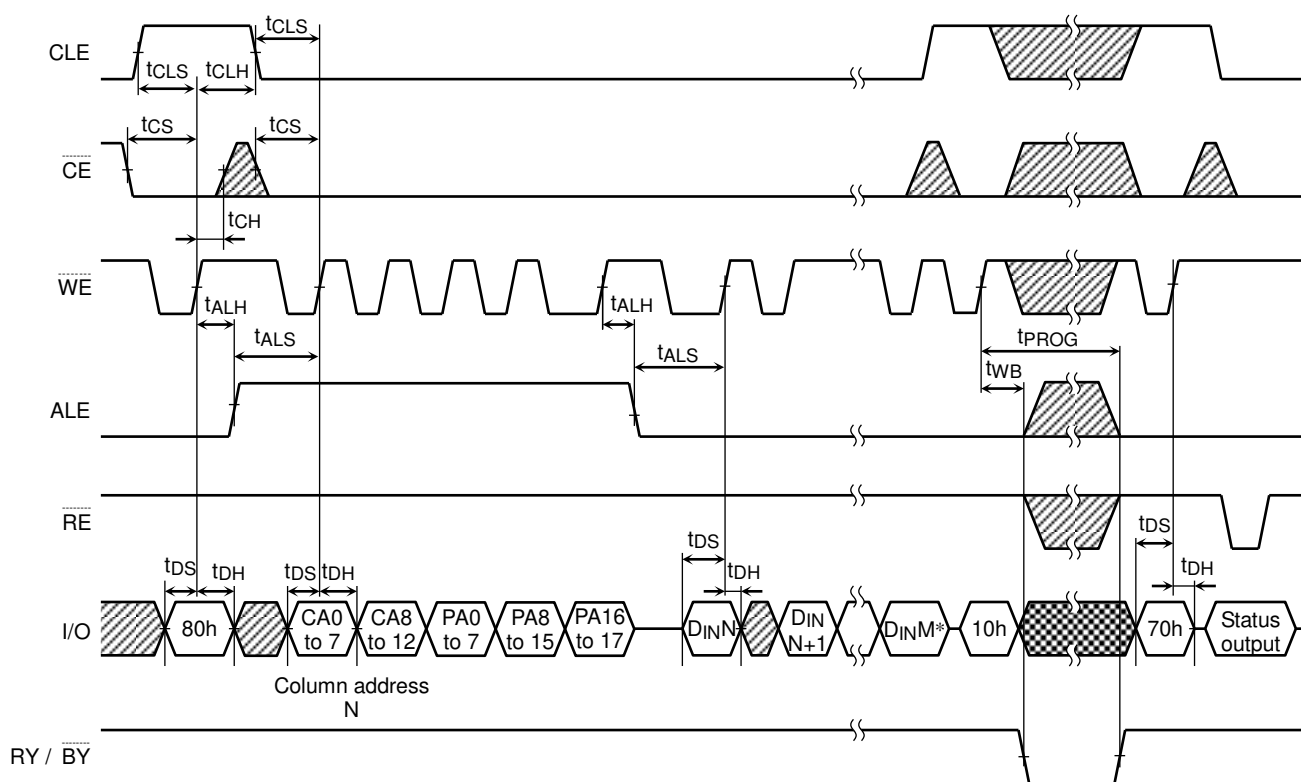 tCLS
CLE
tCLS tCLH
tCS tCS
CE
tCH
WE
tALH tALH
tALS tALS tPROG
tWB
ALE
RE
tDS tDH tDS tDH tDS tDH tDS tDH
I/O
80h
CA0 to 7
CA8 to 12
PA0 to 7
PA8 to 15
PA16 to 17
DINN
DIN N+1
DINM*
10h
70h
Status output
Column address
N
RY / BY